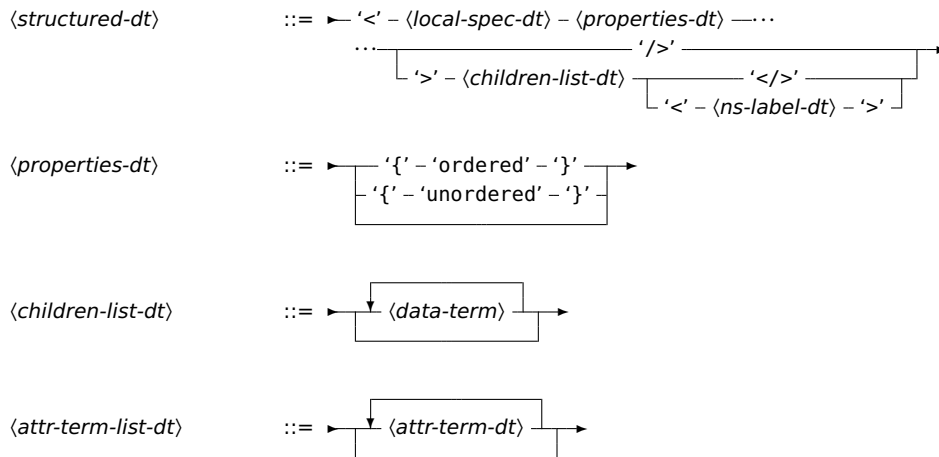 ⟨structured-dt⟩ ::= ‘<’ ⟨local-spec-dt⟩ ⟨properties-dt⟩ ⋯
⋯ ‘/>’
‘>’ ⟨children-list-dt⟩ ‘</>’
‘<’ ⟨ns-label-dt⟩ ‘>’
⟨properties-dt⟩ ::= ‘{’ ‘ordered’ ‘}’
‘{’ ‘unordered’ ‘}’
⟨children-list-dt⟩ ::= ⟨data-term⟩
⟨attr-term-list-dt⟩ ::= ⟨attr-term-dt⟩